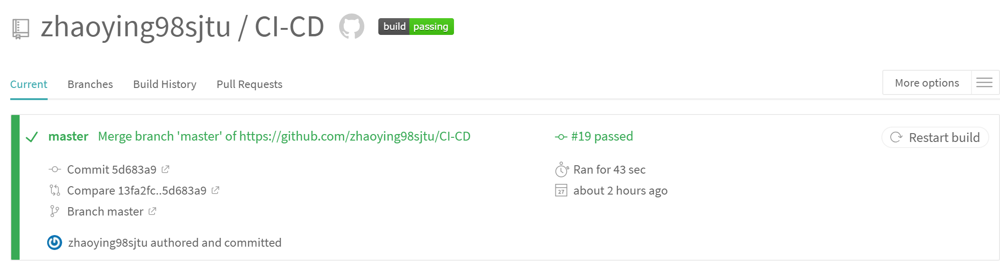 zhaoying98sjtu / CI-CD build passing
Current Branches Build History Pull Requests More options
master Merge branch 'master' of https://github.com/zhaoying98sjtu/CI-CD #19 passed Restart build
Commit 5d683a9 Ran for 43 sec
Compare 13fa2fc..5d683a9 27 about 2 hours ago
Branch master
zhaoying98sjtu authored and committed